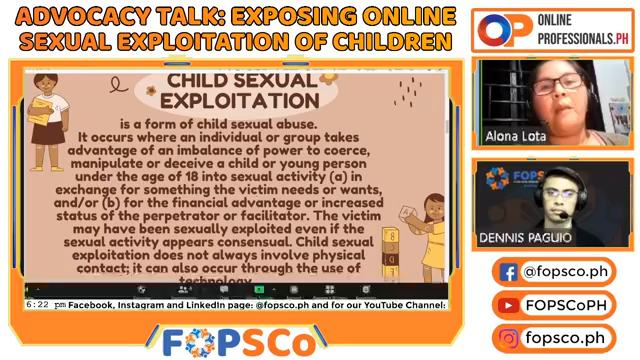 ADVOCACY TALK: EXPOSING ONLINE
SEXUAL EXPLOITATION OF CHILDREN
OP ONLINE
PROFESSIONALS.PH
CHILD SEXUAL
EXPLOITATION
is a form of child sexual abuse.
It occurs where an individual or group takes
advantage of an imbalance of power to coerce,
manipulate or deceive a child or young person
under the age of 18 into sexual activity (a) in
exchange for something the victim needs or wants,
and/or (b) for the financial advantage or increased
status of the perpetrator or facilitator. The victim
may have been sexually exploited even if the
sexual activity appears consensual. Child sexual
exploitation does not always involve physical
contact; it can also occur through the use of
technology
Alona Lota
DENNIS PAGUIO
6:22 pm Facebook, Instagram and LinkedIn page: @fopsco.ph and for our YouTube Channel:
FOPSCo
@fopsco.ph
FOPSCoPH
fopsco.ph